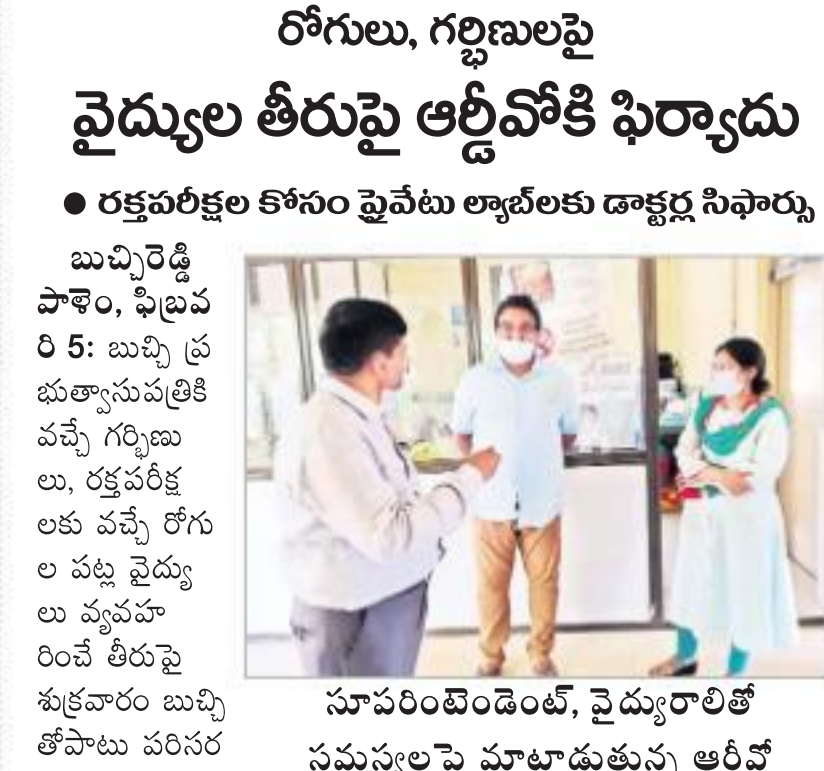 రోగులు, గర్భిణులపై
వైద్యుల తీరుపై ఆర్డీవోకి ఫిర్యాదు
● రక్తపరీక్షల కోసం ప్రైవేటు ల్యాబ్‌లకు డాక్టర్ల సిఫార్సు
బుచ్చిరెడ్డి
పాళెం, ఫిబ్రవ
రి 5: బుచ్చి ప్ర
భుత్వాసుపత్రికి
వచ్చే గర్భిణు
లు, రక్తపరీక్ష
లకు వచ్చే రోగు
ల పట్ల వైద్యు
లు వ్యవహ
రించే తీరుపై
శుక్రవారం బుచ్చి
తోపాటు పరిసర
సూపరింటెండెంట్, వైద్యురాలితో
సమస్యలపై మాట్లాడుతున్న ఆర్డీవో